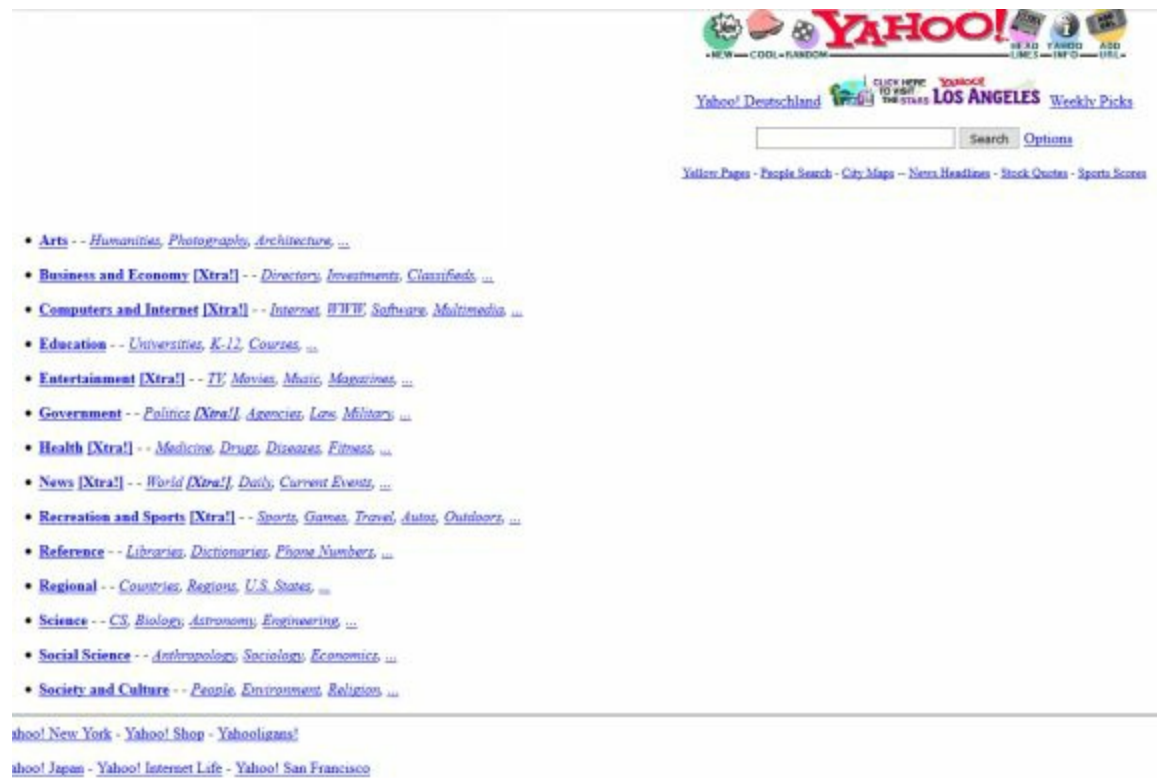 NEW COOL RANDOM YAHOO! HEAD LINES YAHOO INFO ADD URL
Yahoo! Deutschland CLICK HERE TO VISIT THE STARS YAHOO! LOS ANGELES Weekly Picks
Search Options
Yellow Pages - People Search - City Maps -- News Headlines - Stock Quotes - Sports Scores
• Arts - - Humanities, Photography, Architecture, ...
• Business and Economy [Xtra!] - - Directory, Investments, Classifieds, ...
• Computers and Internet [Xtra!] - - Internet, WWW, Software, Multimedia, ...
• Education - - Universities, K-12, Courses, ...
• Entertainment [Xtra!] - - TV, Movies, Music, Magazines, ...
• Government - - Politics [Xtra!], Agencies, Law, Military, ...
• Health [Xtra!] - - Medicine, Drugs, Diseases, Fitness, ...
• News [Xtra!] - - World [Xtra!], Daily, Current Events, ...
• Recreation and Sports [Xtra!] - - Sports, Games, Travel, Autos, Outdoors, ...
• Reference - - Libraries, Dictionaries, Phone Numbers, ...
• Regional - - Countries, Regions, U.S. States, ...
• Science - - CS, Biology, Astronomy, Engineering, ...
• Social Science - - Anthropology, Sociology, Economics, ...
• Society and Culture - - People, Environment, Religion, ...
ahoo! New York - Yahoo! Shop - Yahooligans!
ahoo! Japan - Yahoo! Internet Life - Yahoo! San Francisco